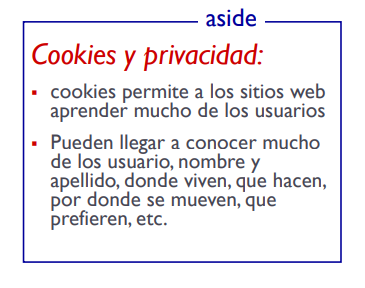 aside
Cookies y privacidad:
▪ cookies permite a los sitios web
aprender mucho de los usuarios
▪ Pueden llegar a conocer mucho
de los usuario, nombre y
apellido, donde viven, que hacen,
por donde se mueven, que
prefieren, etc.